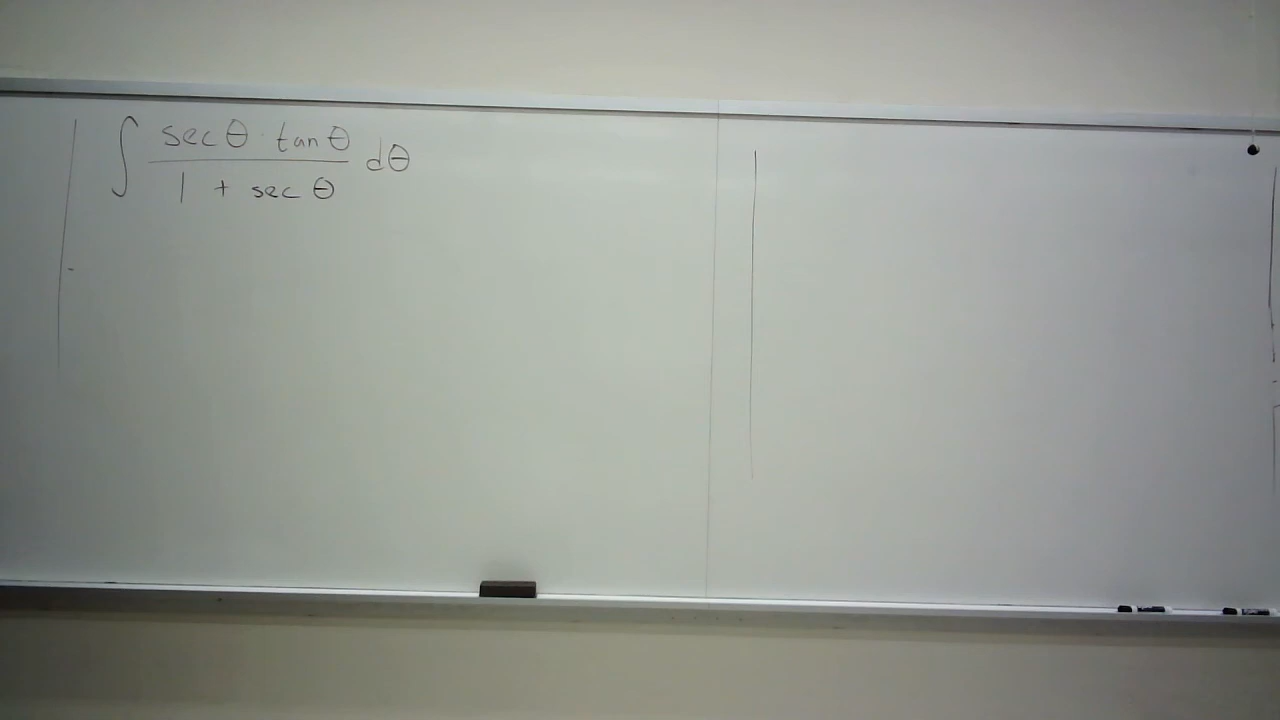 ∫ secθ · tanθ / 1 + secθ dθ